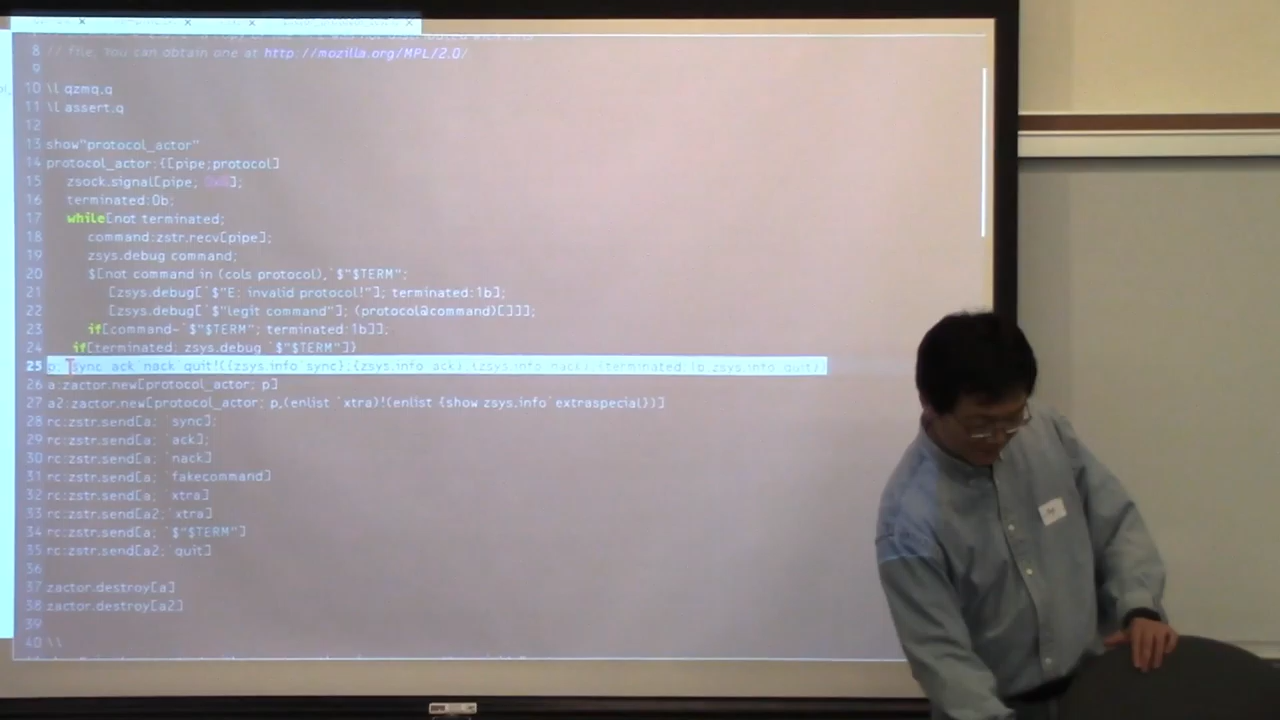 8 // file, You can obtain one at http://mozilla.org/MPL/2.0/
9
10 \l qzmq.q
11 \l assert.q
12
13 show"protocol_actor"
14 protocol_actor:{[pipe;protocol]
15 zsock.signal[pipe; 0x0];
16 terminated:0b;
17 while[not terminated;
18 command:zstr.recv[pipe];
19 zsys.debug command;
20 $[not command in (cols protocol),`$"$TERM";
21 [zsys.debug[`$"E: invalid protocol!"]; terminated:1b];
22 [zsys.debug[`$"legit command"]; (protocol@command)[]]];
23 if[command~`$"$TERM"; terminated:1b]];
24 if[terminated; zsys.debug `$"$TERM"]}
25 p: `sync`ack`nack`quit!({zsys.info`sync};{zsys.info`ack};{zsys.info`nack};{terminated:1b;zsys.info`quit})
26 a:zactor.new[protocol_actor; p]
27 a2:zactor.new[protocol_actor; p,(enlist `xtra)!(enlist {show zsys.info`extraspecial})]
28 rc:zstr.send[a; `sync];
29 rc:zstr.send[a; `ack];
30 rc:zstr.send[a; `nack]
31 rc:zstr.send[a; `fakecommand]
32 rc:zstr.send[a; `xtra]
33 rc:zstr.send[a2;`xtra]
34 rc:zstr.send[a; `$"$TERM"]
35 rc:zstr.send[a2;`quit]
36
37 zactor.destroy[a]
38 zactor.destroy[a2]
39
40 \\